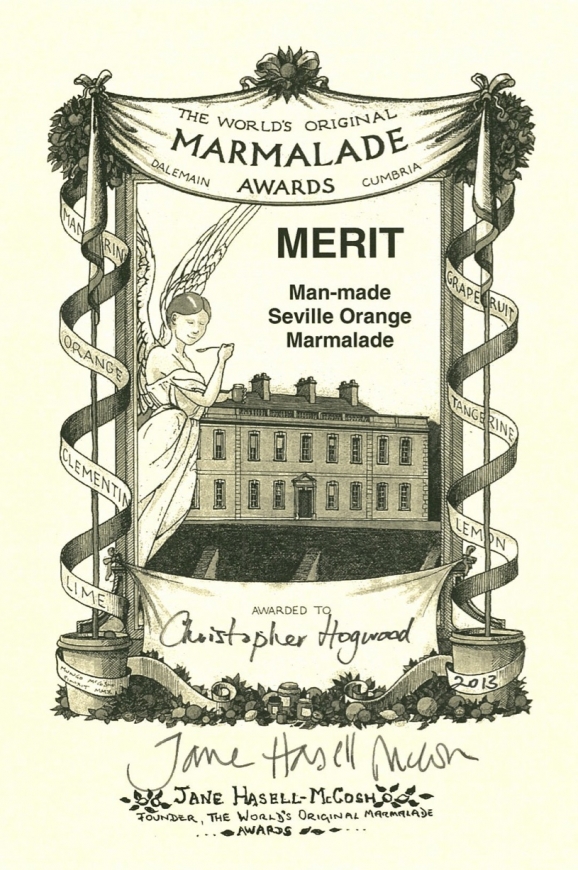 THE WORLD'S ORIGINAL
MARMALADE
DALEMAIN AWARDS CUMBRIA
MERIT
Man-made
Seville Orange
Marmalade
MANDARIN
ORANGE
CLEMENTIN
LIME
GRAPEFRUIT
TANGERINE
LEMON
AWARDED TO
Christopher Hogwood
2013
Jane Hasell McCosh
JANE HASELL-McCOSH
FOUNDER, THE WORLD'S ORIGINAL MARMALADE
AWARDS